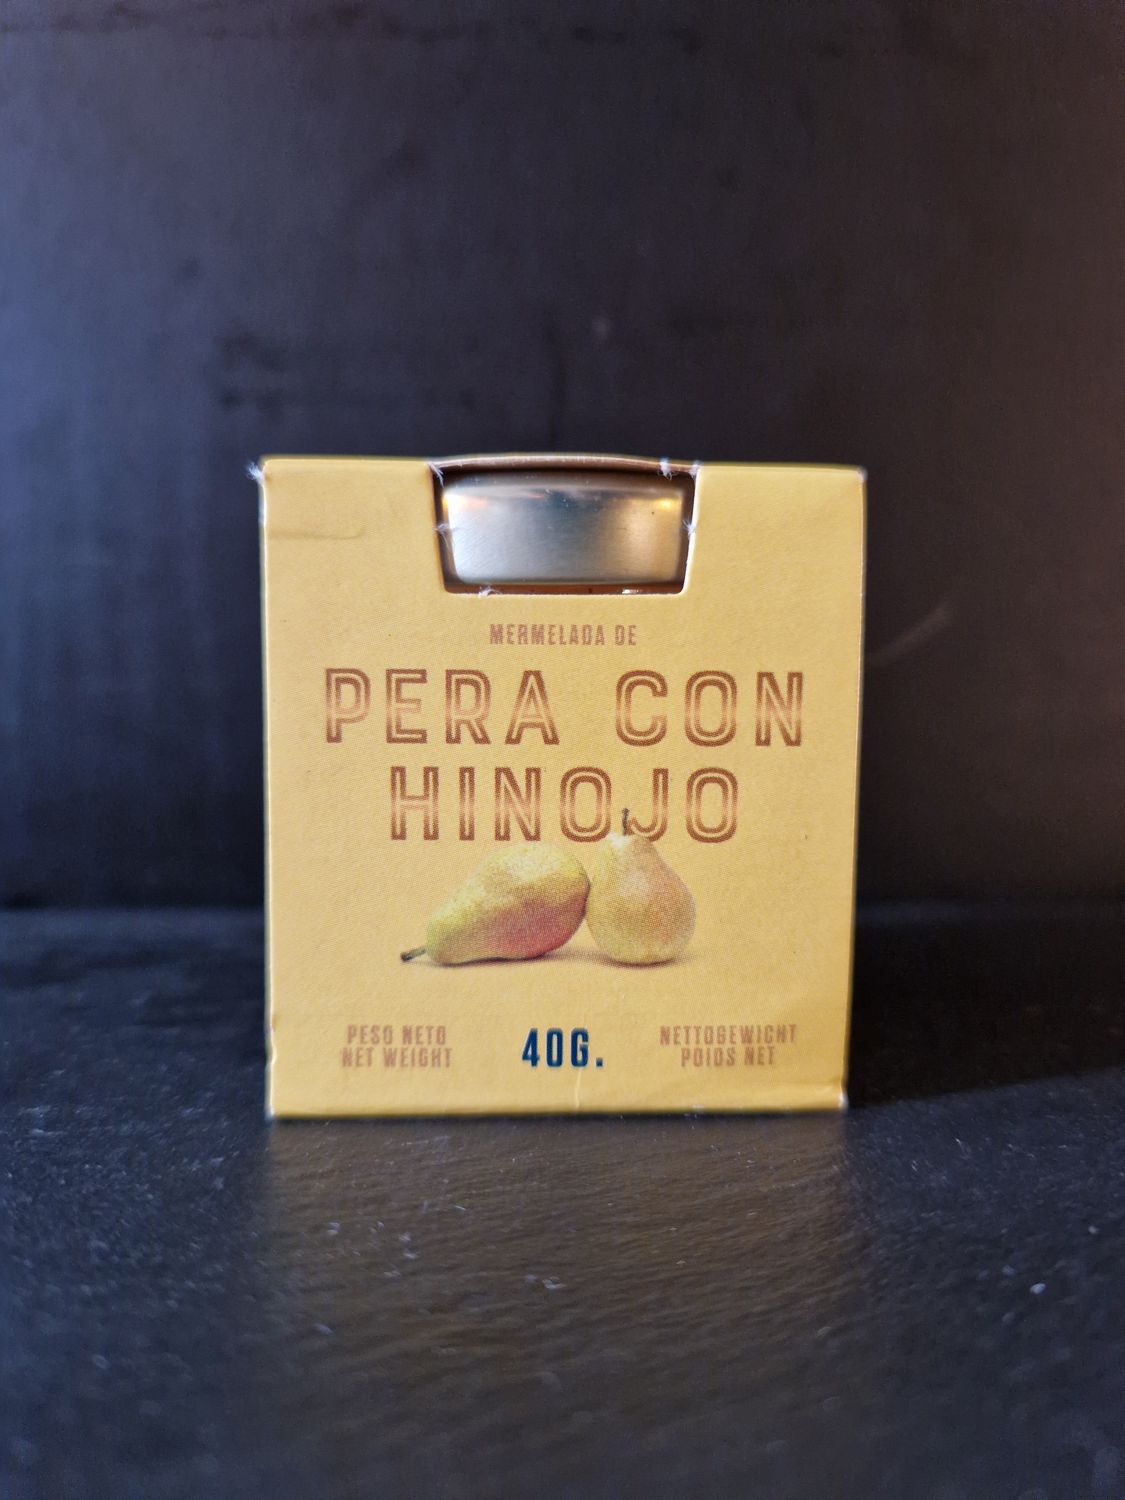 MERMELADA DE
PERA CON
HINOJO
PESO NETO
NET WEIGHT
40G.
NETTOGEWICHT
POIDS NET